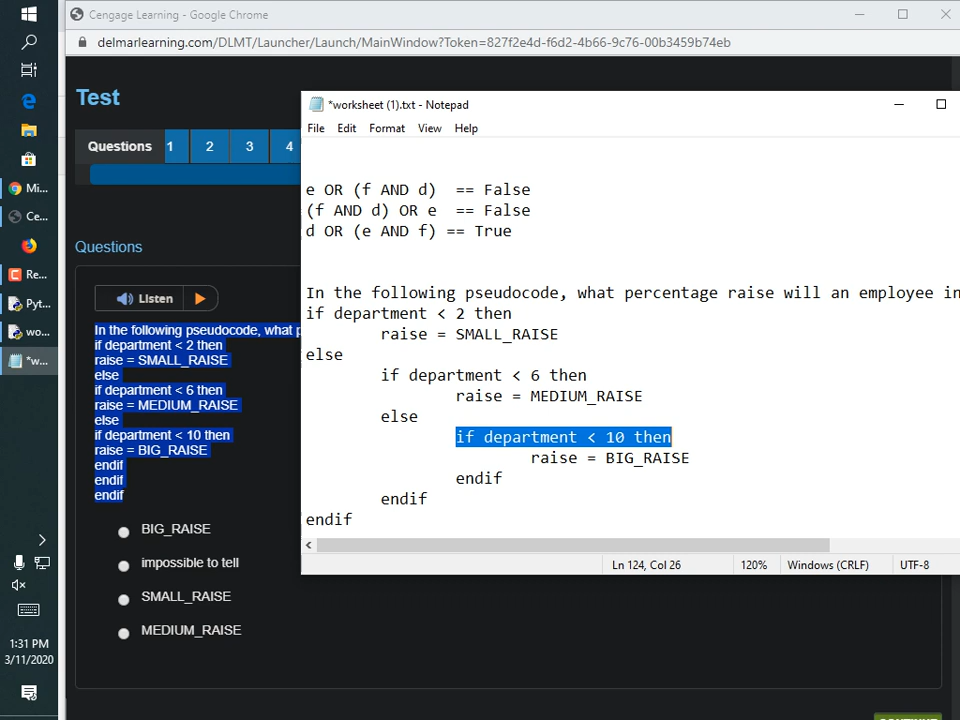 Cengage Learning - Google Chrome
delmarlearning.com/DLMT/Launcher/Launch/MainWindow?Token=827f2e4d-f6d2-4b66-9c76-00b3459b74eb
Test
Questions 1 2 3 4
Questions
Listen
In the following pseudocode, what p
if department < 2 then
raise = SMALL_RAISE
else
if department < 6 then
raise = MEDIUM_RAISE
else
if department < 10 then
raise = BIG_RAISE
endif
endif
endif
BIG_RAISE
impossible to tell
SMALL_RAISE
MEDIUM_RAISE
*worksheet (1).txt - Notepad
File Edit Format View Help
e OR (f AND d) == False
(f AND d) OR e == False
d OR (e AND f) == True
In the following pseudocode, what percentage raise will an employee in
if department < 2 then
raise = SMALL_RAISE
else
if department < 6 then
raise = MEDIUM_RAISE
else
if department < 10 then
raise = BIG_RAISE
endif
endif
endif
Ln 124, Col 26 120% Windows (CRLF) UTF-8
Mi...
Ce...
Re...
Pyt...
wo...
*w...
1:31 PM
3/11/2020